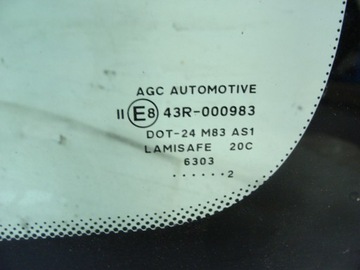 AGC AUTOMOTIVE
II E8 43R-000983
DOT-24 M83 AS1
LAMISAFE 20C
6303
······2